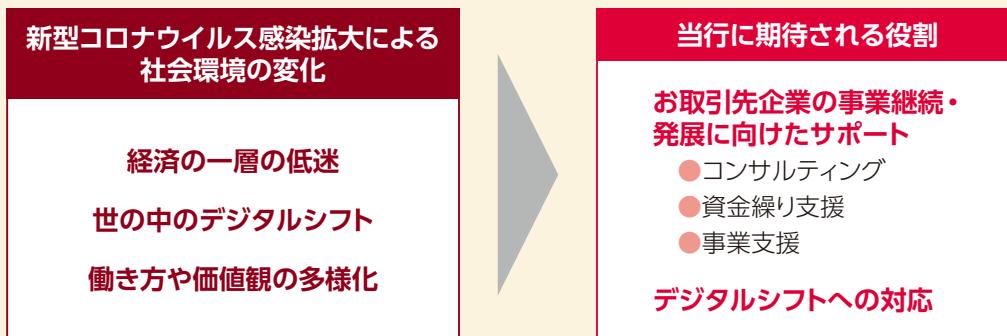 新型コロナウイルス感染拡大による
社会環境の変化
経済の一層の低迷
世の中のデジタルシフト
働き方や価値観の多様化
当行に期待される役割
お取引先企業の事業継続・
発展に向けたサポート
●コンサルティング
●資金繰り支援
●事業支援
デジタルシフトへの対応